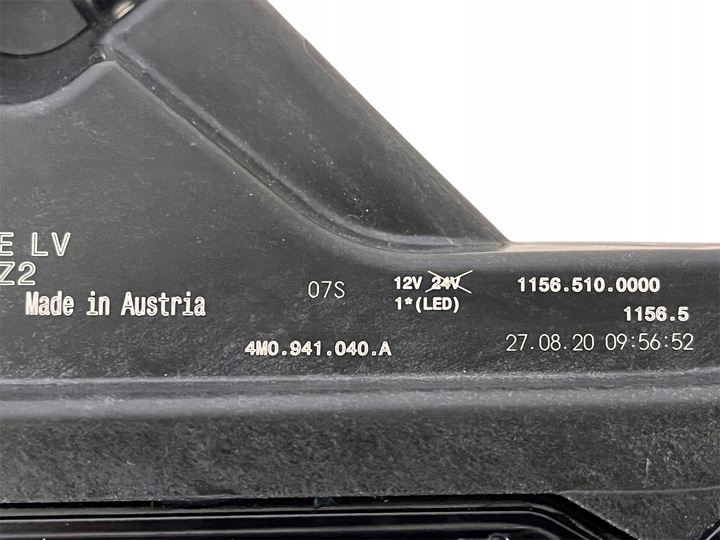 E LV
Z2
Made in Austria
07S
12V 24V
1*(LED)
1156.510.0000
1156.5
4M0.941.040.A
27.08.20 09:56:52